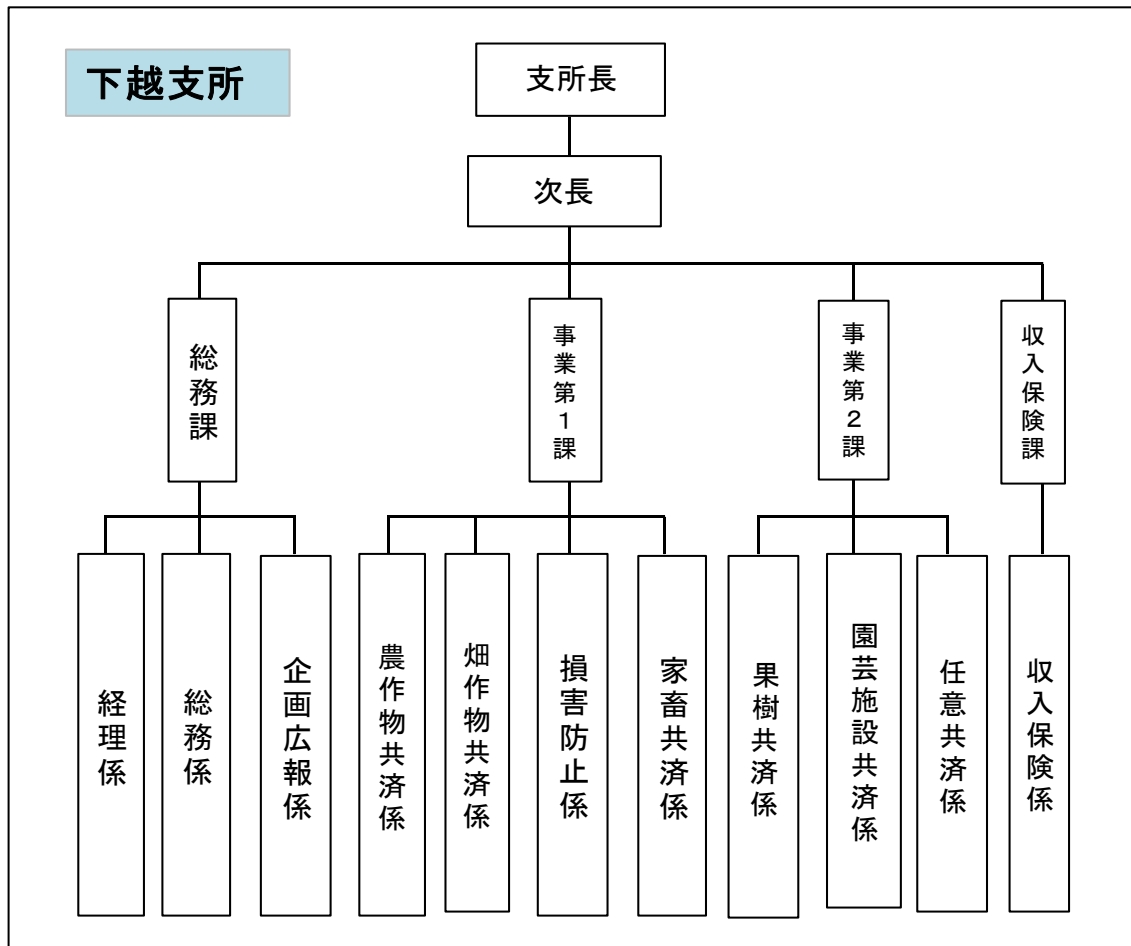 下越支所
支所長
次長
総務課
事業第１課
事業第２課
収入保険課
経理係
総務係
企画広報係
農作物共済係
畑作物共済係
損害防止係
家畜共済係
果樹共済係
園芸施設共済係
任意共済係
収入保険係